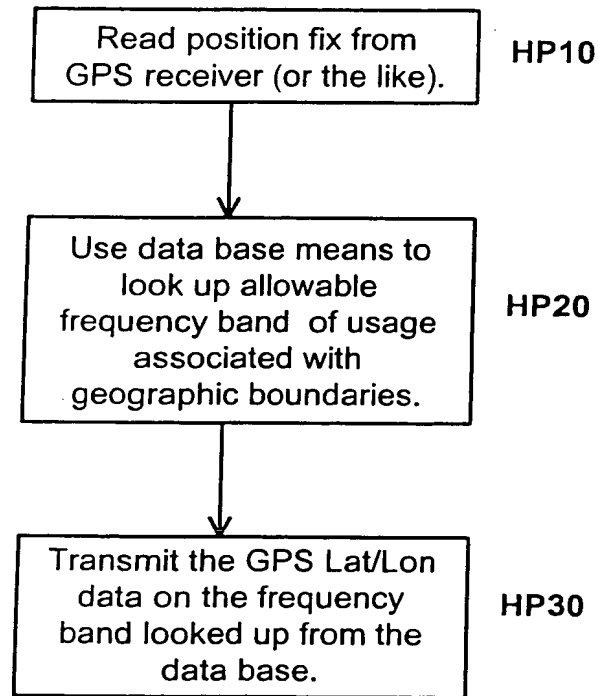 Read position fix from
GPS receiver (or the like).
HP10
Use data base means to
look up allowable
frequency band of usage
associated with
geographic boundaries.
HP20
Transmit the GPS Lat/Lon
data on the frequency
band looked up from the
data base.
HP30